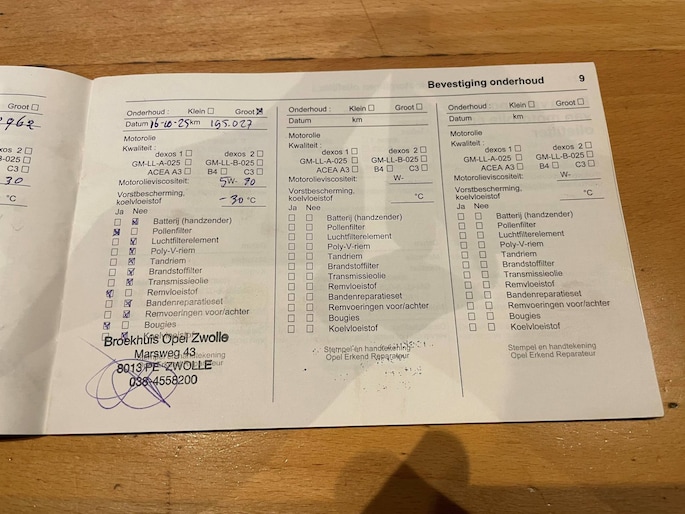 Bevestiging onderhoud 9
Groot ☐
☐
exos 2 ☐
B-025 ☐
C3 ☐
30
°C
Onderhoud : Klein ☐ Groot ☒
Datum 16-10-25 km 195.027
Motorolie
Kwaliteit :
dexos 1 ☐ dexos 2 ☐
GM-LL-A-025 ☐ GM-LL-B-025 ☐
ACEA A3 ☐ B4 ☐ C3 ☐
Motorolieviscositeit: 5W-
Vorstbescherming,
koelvloeistof -30 °C
Ja Nee
☐ ☒ Batterij (handzender)
☒ ☐ Pollenfilter
☐ ☒ Luchtfilterelement
☐ ☒ Poly-V-riem
☐ ☒ Tandriem
☐ ☒ Brandstoffilter
☐ ☒ Transmissieolie
☒ ☐ Remvloeistof
☐ ☒ Bandenreparatieset
☐ ☒ Remvoeringen voor/achter
☒ ☐ Bougies
☐ ☒ Koelvloeistof
Broekhuis Opel Zwolle
Marsweg 43
8013 PE ZWOLLE
038-4558200
Onderhoud : Klein ☐ Groot ☐
Datum km
Motorolie
Kwaliteit :
dexos 1 ☐ dexos 2 ☐
GM-LL-A-025 ☐ GM-LL-B-025 ☐
ACEA A3 ☐ B4 ☐ C3 ☐
Motorolieviscositeit: W-
Vorstbescherming,
koelvloeistof °C
Ja Nee
☐ ☐ Batterij (handzender)
☐ ☐ Pollenfilter
☐ ☐ Luchtfilterelement
☐ ☐ Poly-V-riem
☐ ☐ Tandriem
☐ ☐ Brandstoffilter
☐ ☐ Transmissieolie
☐ ☐ Remvloeistof
☐ ☐ Bandenreparatieset
☐ ☐ Remvoeringen voor/achter
☐ ☐ Bougies
☐ ☐ Koelvloeistof
Stempel en handtekening
Opel Erkend Reparateur
Onderhoud : Klein ☐ Groot ☐
Datum km
Motorolie
Kwaliteit :
dexos 1 ☐ dexos 2 ☐
GM-LL-A-025 ☐ GM-LL-B-025 ☐
ACEA A3 ☐ B4 ☐ C3 ☐
Motorolieviscositeit: W-
Vorstbescherming,
koelvloeistof °C
Ja Nee
☐ ☐ Batterij (handzender)
☐ ☐ Pollenfilter
☐ ☐ Luchtfilterelement
☐ ☐ Poly-V-riem
☐ ☐ Tandriem
☐ ☐ Brandstoffilter
☐ ☐ Transmissieolie
☐ ☐ Remvloeistof
☐ ☐ Bandenreparatieset
☐ ☐ Remvoeringen voor/achter
☐ ☐ Bougies
☐ ☐ Koelvloeistof
Stempel en handtekening
Opel Erkend Reparateur